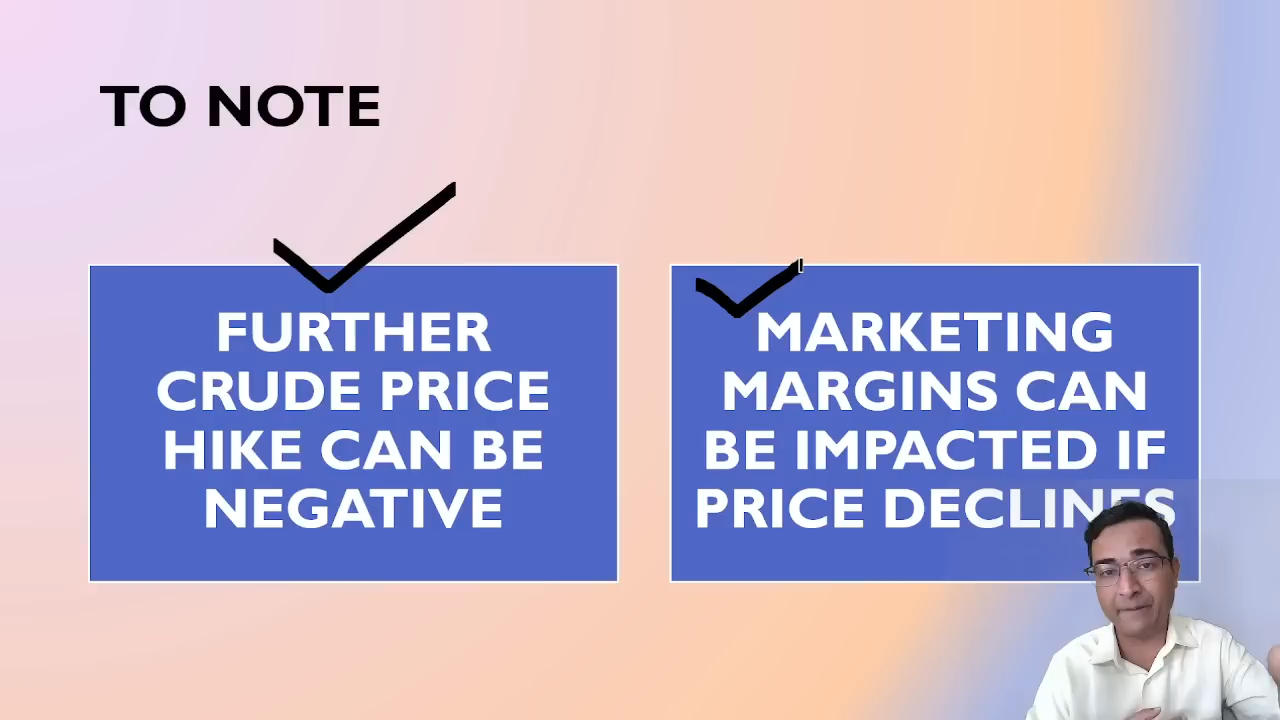 TO NOTE
FURTHER
CRUDE PRICE
HIKE CAN BE
NEGATIVE
MARKETING
MARGINS CAN
BE IMPACTED IF
PRICE DECLINES